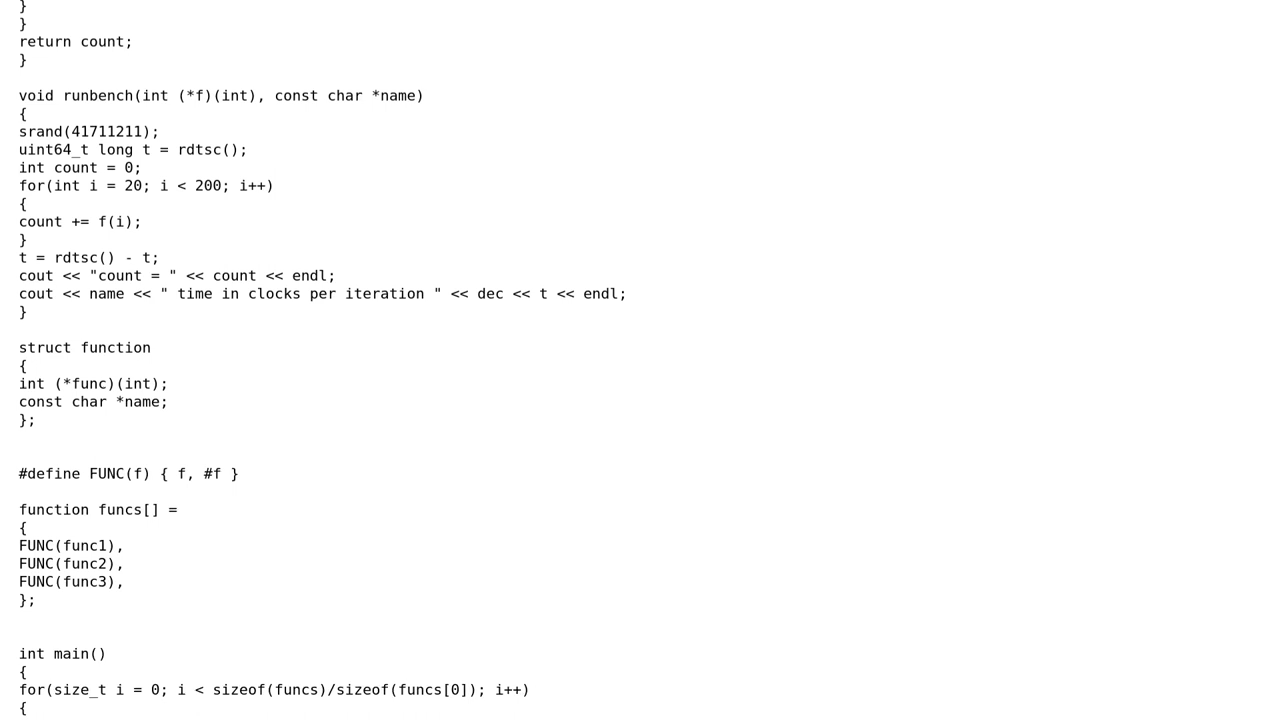 }
}
return count;
}

void runbench(int (*f)(int), const char *name)
{
srand(41711211);
uint64_t long t = rdtsc();
int count = 0;
for(int i = 20; i < 200; i++)
{
count += f(i);
}
t = rdtsc() - t;
cout << "count = " << count << endl;
cout << name << " time in clocks per iteration " << dec << t << endl;
}

struct function
{
int (*func)(int);
const char *name;
};


#define FUNC(f) { f, #f }

function funcs[] =
{
FUNC(func1),
FUNC(func2),
FUNC(func3),
};


int main()
{
for(size_t i = 0; i < sizeof(funcs)/sizeof(funcs[0]); i++)
{